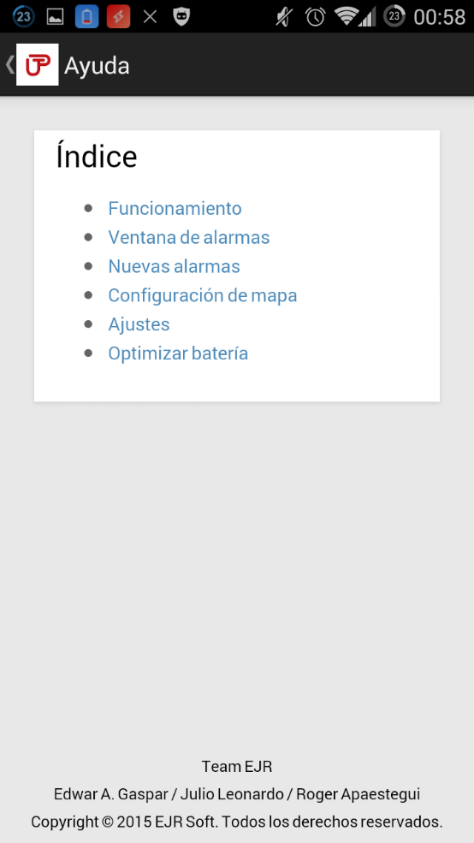 23 23 00:58
UP Ayuda
Índice
Funcionamiento
Ventana de alarmas
Nuevas alarmas
Configuración de mapa
Ajustes
Optimizar batería
Team EJR
Edwar A. Gaspar / Julio Leonardo / Roger Apaestegui
Copyright © 2015 EJR Soft. Todos los derechos reservados.